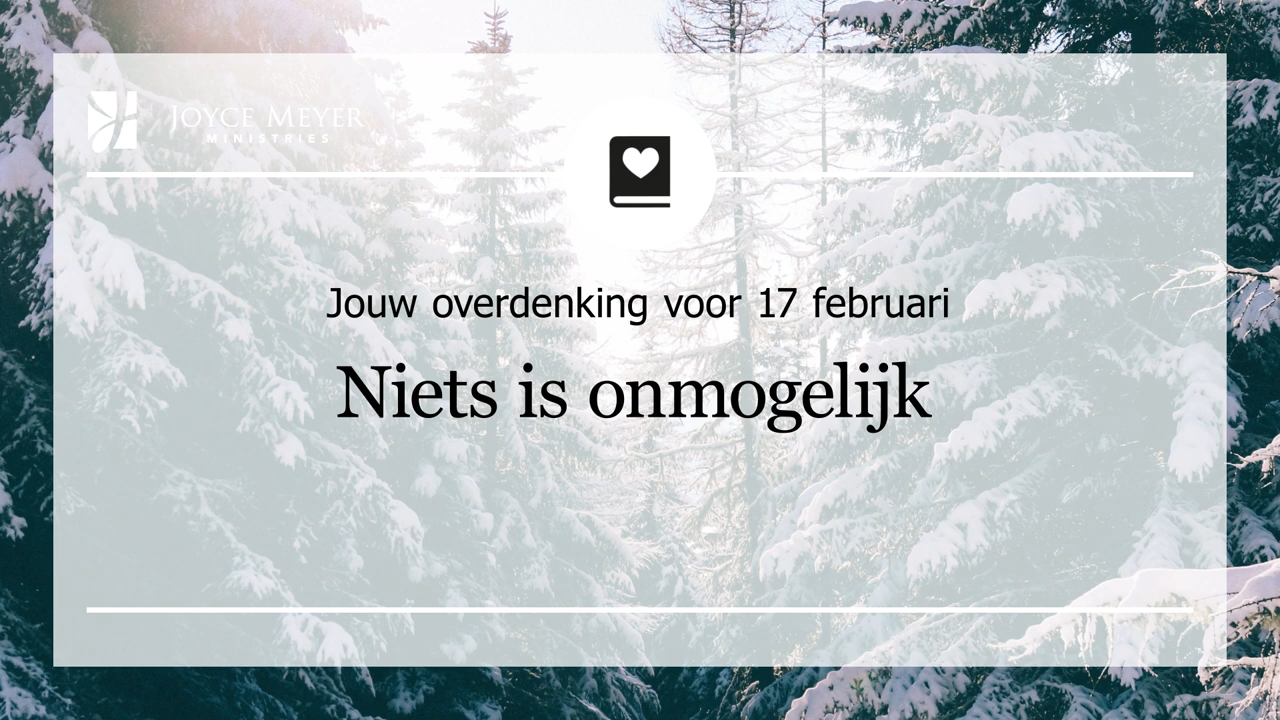 JOYCE MEYER
MINISTRIES
Jouw overdenking voor 17 februari
Niets is onmogelijk